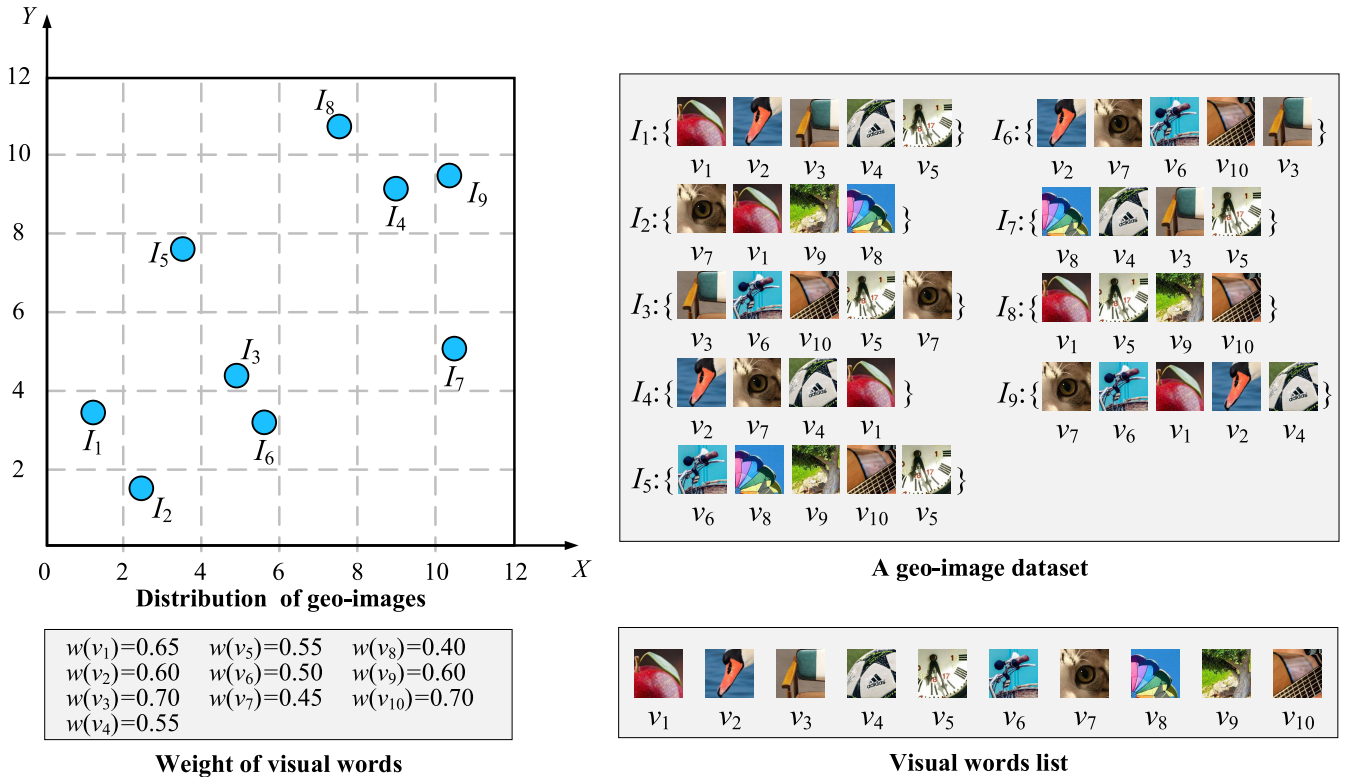 Y
12
10
8
6
4
2
0 2 4 6 8 10 12
X
I8
I4
I9
I5
I3
I7
I1
I6
I2
Distribution of geo-images
w(v1)=0.65 w(v5)=0.55 w(v8)=0.40
w(v2)=0.60 w(v6)=0.50 w(v9)=0.60
w(v3)=0.70 w(v7)=0.45 w(v10)=0.70
w(v4)=0.55
Weight of visual words
I1:{ }
v1 v2 v3 v4 v5
I2:{ }
v7 v1 v9 v8
I3:{ }
v3 v6 v10 v5 v7
I4:{ }
v2 v7 v4 v1
I5:{ }
v6 v8 v9 v10 v5
I6:{ }
v2 v7 v6 v10 v3
I7:{ }
v8 v4 v3 v5
I8:{ }
v1 v5 v9 v10
I9:{ }
v7 v6 v1 v2 v4
A geo-image dataset
v1 v2 v3 v4 v5 v6 v7 v8 v9 v10
Visual words list